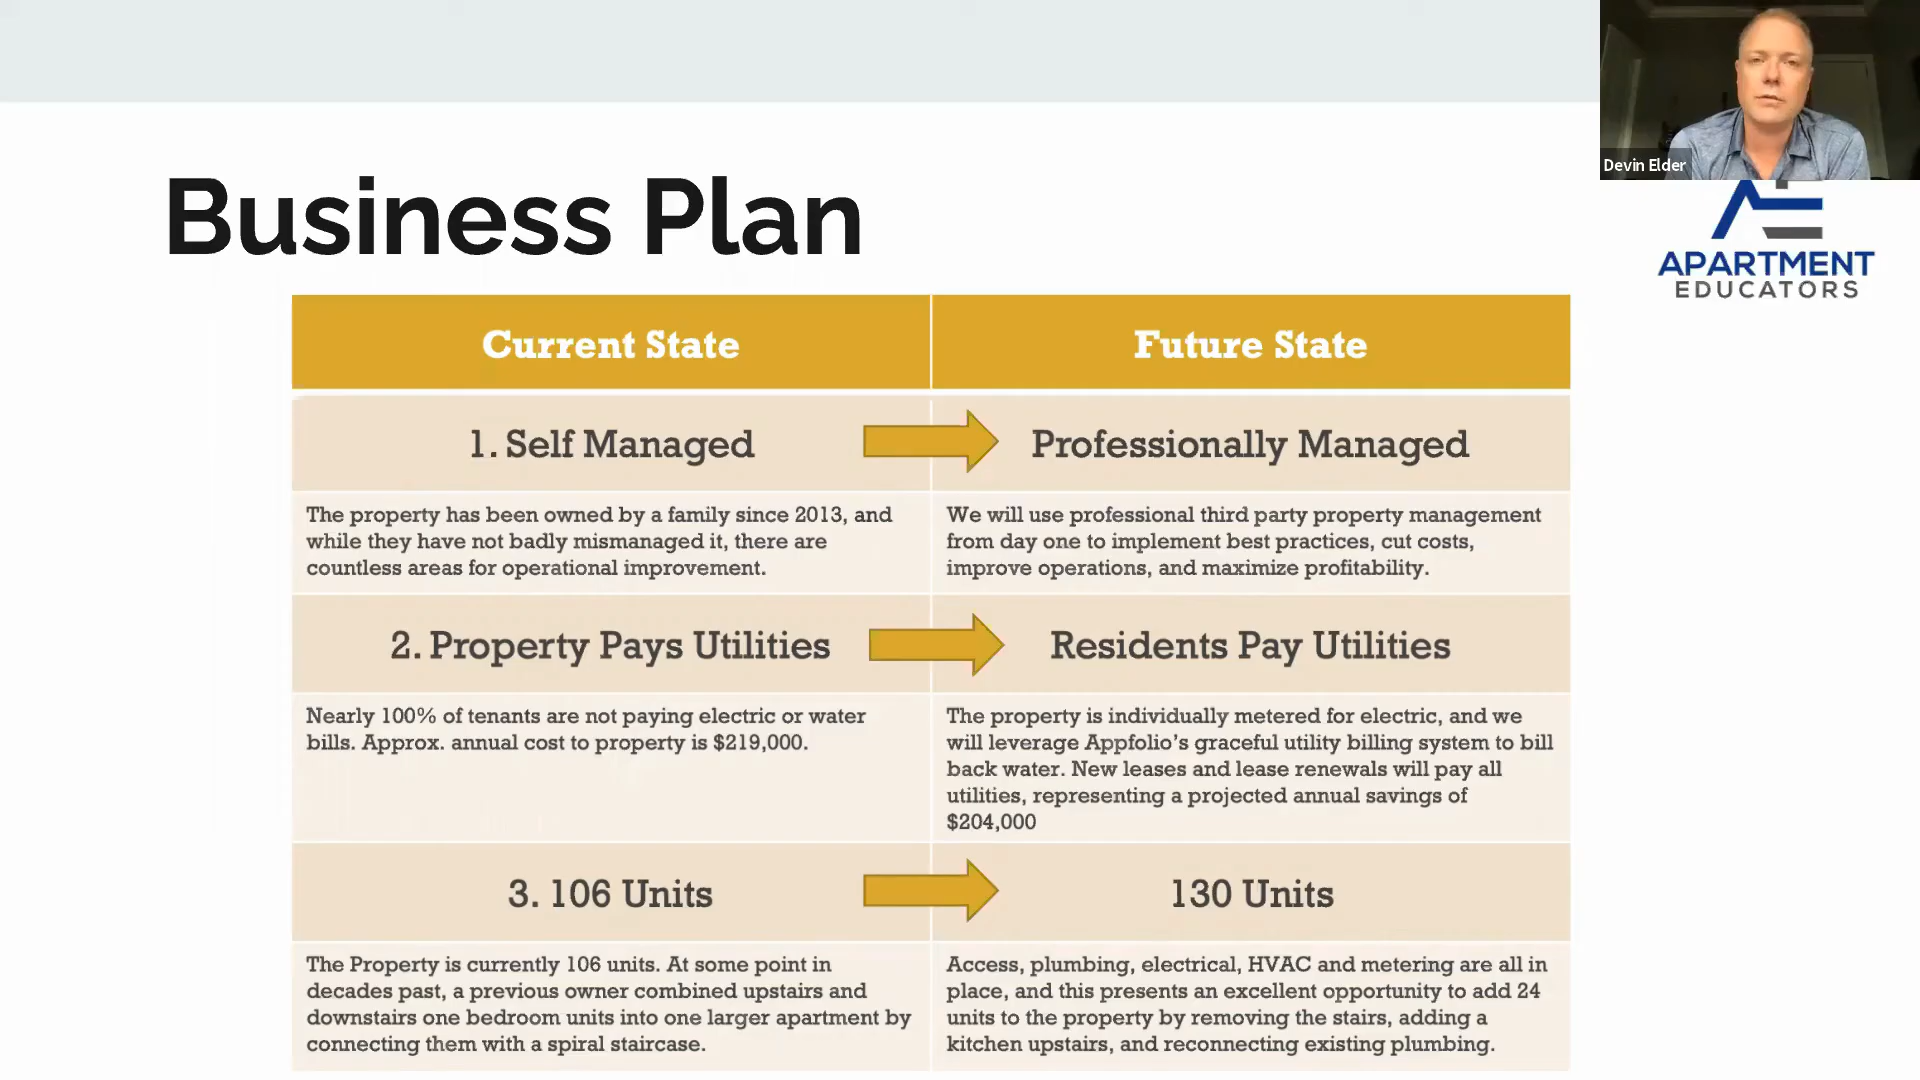 Devin Elder
APARTMENT
EDUCATORS
Business Plan
Current State
Future State
1. Self Managed
Professionally Managed
The property has been owned by a family since 2013, and
while they have not badly mismanaged it, there are
countless areas for operational improvement.
We will use professional third party property management
from day one to implement best practices, cut costs,
improve operations, and maximize profitability.
2. Property Pays Utilities
Residents Pay Utilities
Nearly 100% of tenants are not paying electric or water
bills. Approx. annual cost to property is $219,000.
The property is individually metered for electric, and we
will leverage Appfolio's graceful utility billing system to bill
back water. New leases and lease renewals will pay all
utilities, representing a projected annual savings of
$204,000
3. 106 Units
130 Units
The Property is currently 106 units. At some point in
decades past, a previous owner combined upstairs and
downstairs one bedroom units into one larger apartment by
connecting them with a spiral staircase.
Access, plumbing, electrical, HVAC and metering are all in
place, and this presents an excellent opportunity to add 24
units to the property by removing the stairs, adding a
kitchen upstairs, and reconnecting existing plumbing.